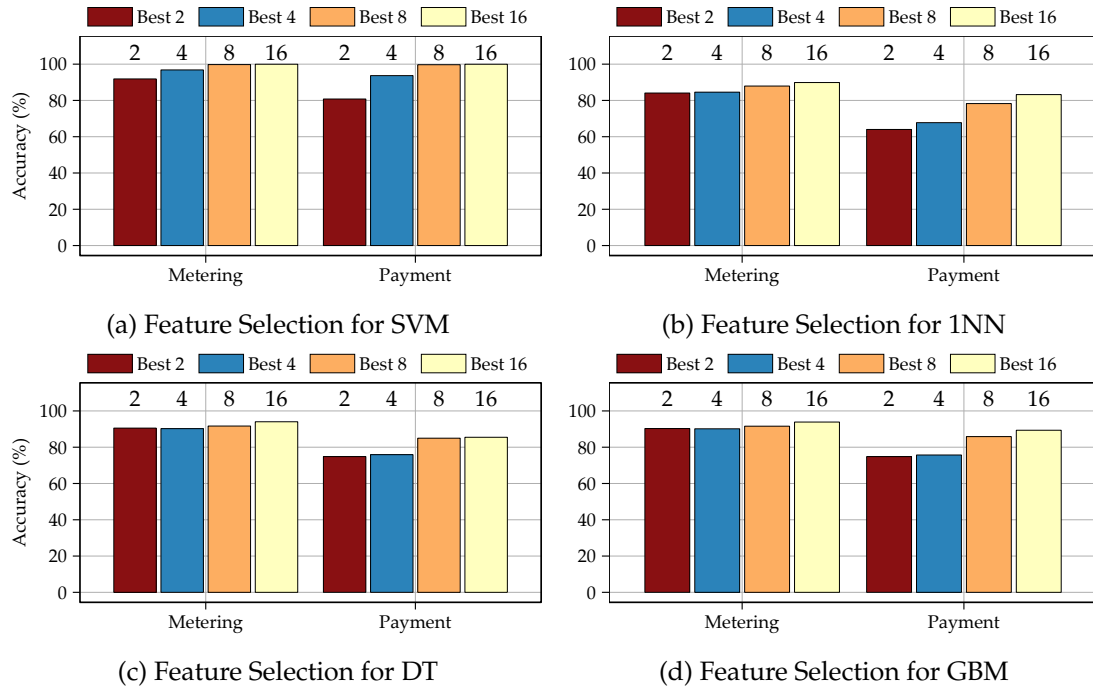 Best 2 Best 4 Best 8 Best 16
2 4 8 16 2 4 8 16
100
80
60
40
20
0
Accuracy (%)
Metering Payment
(a) Feature Selection for SVM
Best 2 Best 4 Best 8 Best 16
2 4 8 16 2 4 8 16
100
80
60
40
20
0
Metering Payment
(b) Feature Selection for 1NN
Best 2 Best 4 Best 8 Best 16
2 4 8 16 2 4 8 16
100
80
60
40
20
0
Accuracy (%)
Metering Payment
(c) Feature Selection for DT
Best 2 Best 4 Best 8 Best 16
2 4 8 16 2 4 8 16
100
80
60
40
20
0
Metering Payment
(d) Feature Selection for GBM